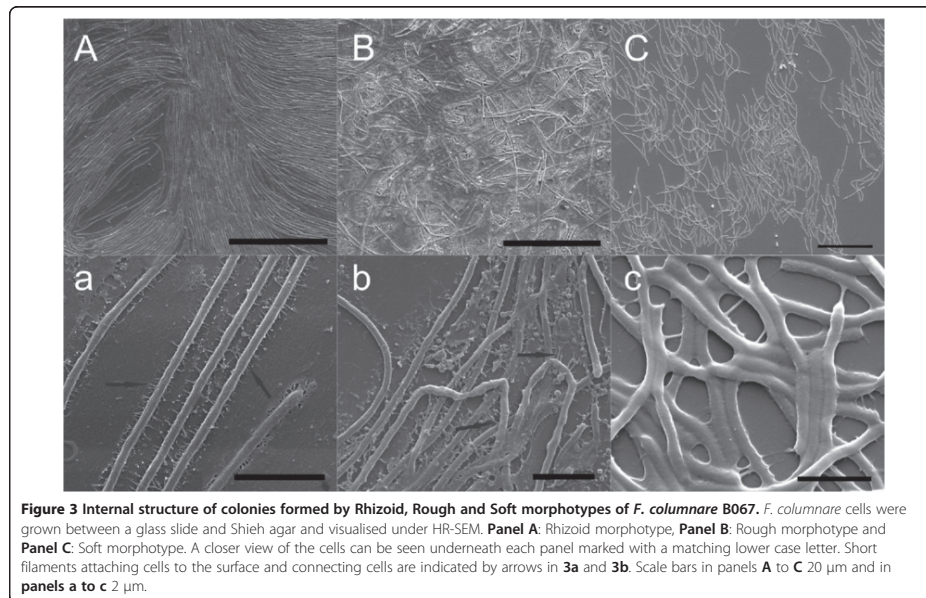 A
B
C
a
b
c
Figure 3 Internal structure of colonies formed by Rhizoid, Rough and Soft morphotypes of F. columnare B067. F. columnare cells were
grown between a glass slide and Shieh agar and visualised under HR-SEM. Panel A: Rhizoid morphotype, Panel B: Rough morphotype and
Panel C: Soft morphotype. A closer view of the cells can be seen underneath each panel marked with a matching lower case letter. Short
filaments attaching cells to the surface and connecting cells are indicated by arrows in 3a and 3b. Scale bars in panels A to C 20 μm and in
panels a to c 2 μm.